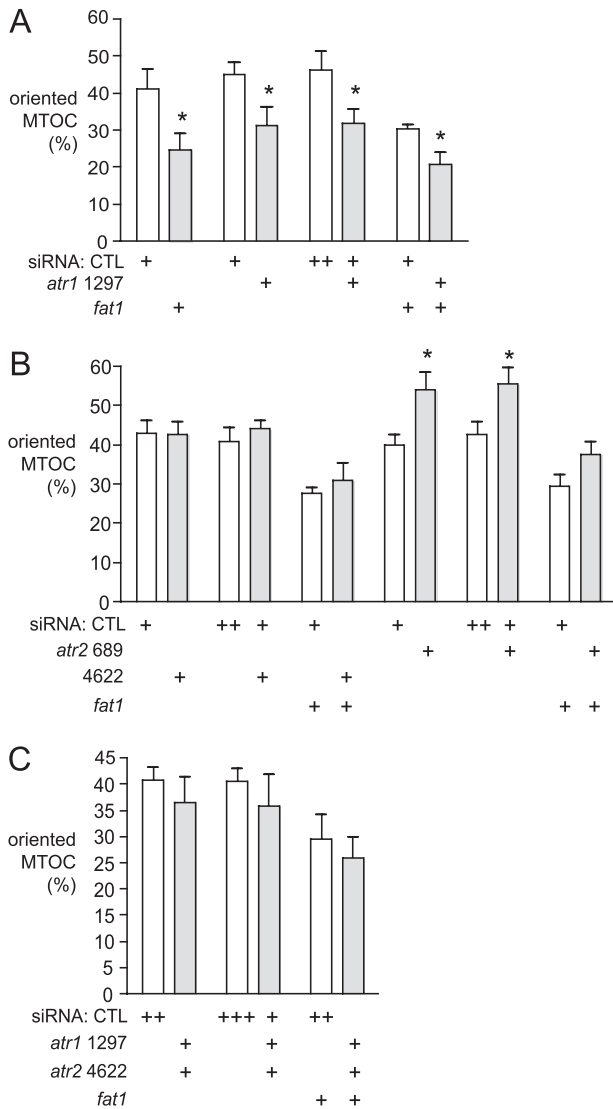 A
60
50
40
30
20
10
0
oriented
MTOC
(%)
* * * *
siRNA: CTL + + ++ + +
atr1 1297 + + +
fat1 + + +
B
60
50
40
30
20
10
0
oriented
MTOC
(%)
* *
siRNA: CTL + ++ + + + ++ + +
atr2 689 + + +
4622 + + +
fat1 + + + +
C
45
40
35
30
25
20
15
10
5
0
oriented
MTOC
(%)
siRNA: CTL ++ +++ + ++
atr1 1297 + + +
atr2 4622 + + +
fat1 + +